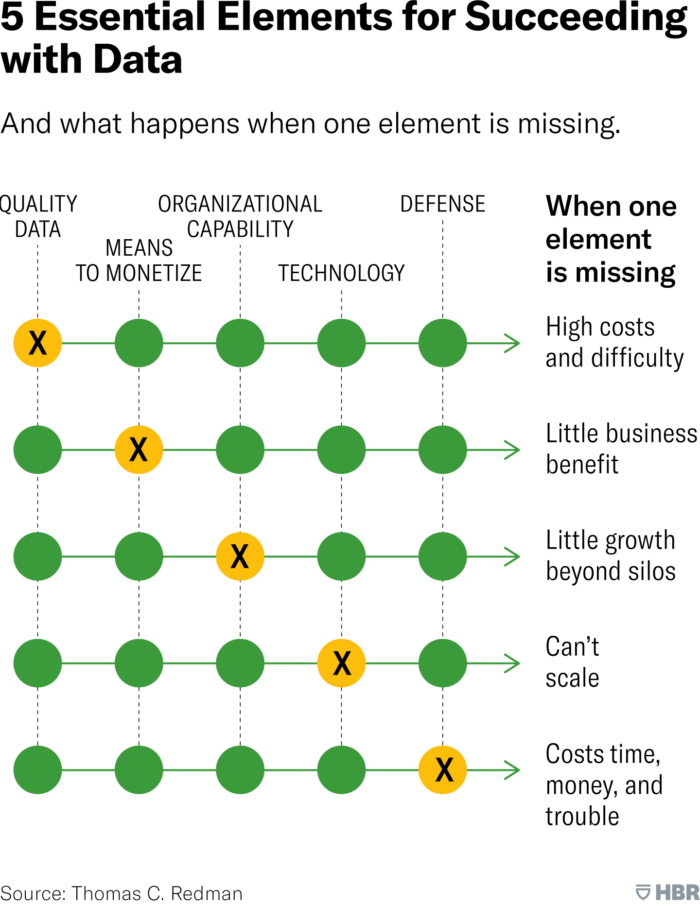 5 Essential Elements for Succeeding
with Data
And what happens when one element is missing.
QUALITY
DATA
MEANS
TO MONETIZE
ORGANIZATIONAL
CAPABILITY
TECHNOLOGY
DEFENSE
When one
element
is missing
X
High costs
and difficulty
X
Little business
benefit
X
Little growth
beyond silos
X
Can’t
scale
X
Costs time,
money, and
trouble
Source: Thomas C. Redman
HBR